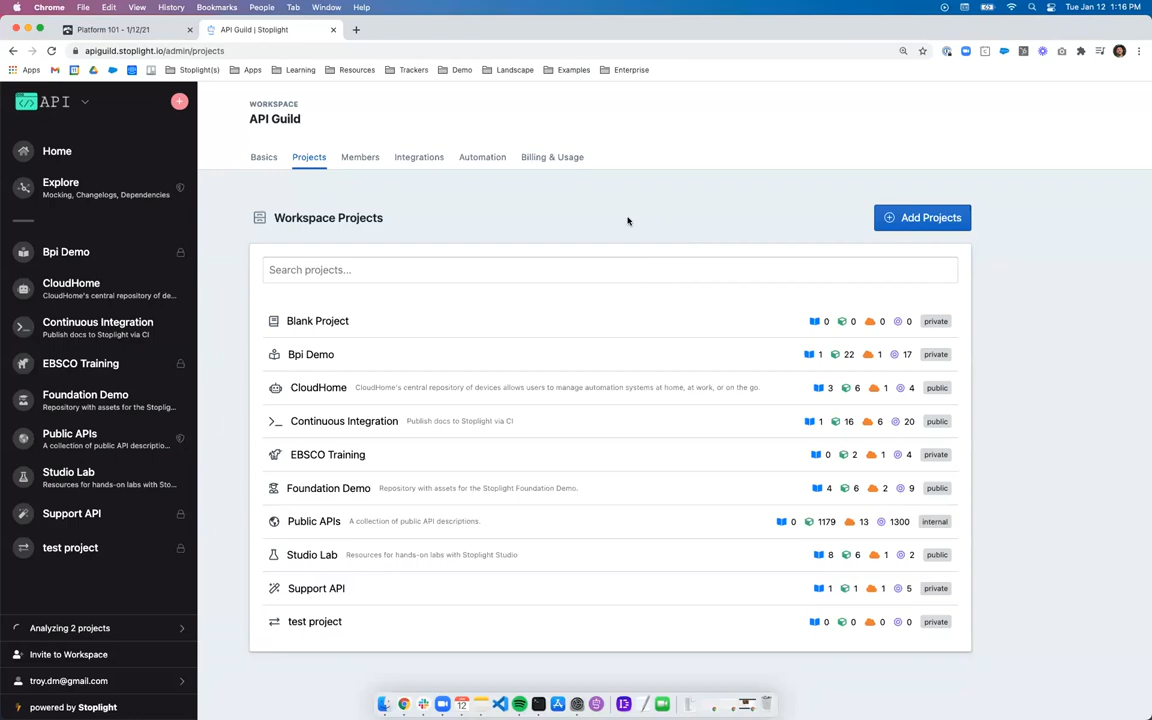 Chrome File Edit View History Bookmarks People Tab Window Help Tue Jan 12 1:16 PM
Platform 101 - 1/12/21 API Guild | Stoplight
apiguild.stoplight.io/admin/projects
Apps Stoplight(s) Apps Learning Resources Trackers Demo Landscape Examples Enterprise
API
Home
Explore
Mocking, Changelogs, Dependencies
Bpi Demo
CloudHome
CloudHome's central repository of de...
Continuous Integration
Publish docs to Stoplight via CI
EBSCO Training
Foundation Demo
Repository with assets for the Stoplig...
Public APIs
A collection of public API descriptio...
Studio Lab
Resources for hands-on labs with Sto...
Support API
test project
Analyzing 2 projects
Invite to Workspace
troy.dm@gmail.com
powered by Stoplight
WORKSPACE
API Guild
Basics Projects Members Integrations Automation Billing & Usage
Workspace Projects
Add Projects
Search projects...
Blank Project 0 0 0 0 private
Bpi Demo 1 22 1 17 private
CloudHome CloudHome's central repository of devices allows users to manage automation systems at home, at work, or on the go. 3 6 1 4 public
Continuous Integration Publish docs to Stoplight via CI 1 16 6 20 public
EBSCO Training 0 2 1 4 private
Foundation Demo Repository with assets for the Stoplight Foundation Demo. 4 6 2 9 public
Public APIs A collection of public API descriptions. 0 1179 13 1300 internal
Studio Lab Resources for hands-on labs with Stoplight Studio 8 6 1 2 public
Support API 1 1 1 5 private
test project 0 0 0 0 private
12